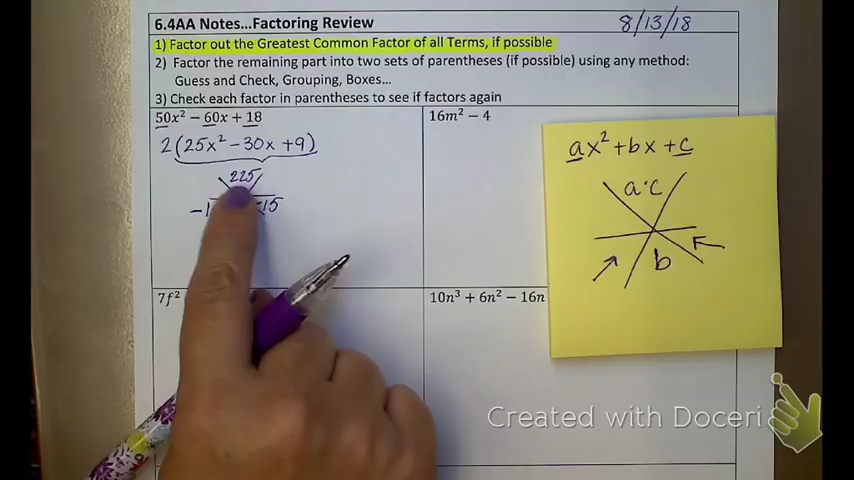 6.4AA Notes...Factoring Review
8/13/18
1) Factor out the Greatest Common Factor of all Terms, if possible
2) Factor the remaining part into two sets of parentheses (if possible) using any method:
Guess and Check, Grouping, Boxes...
3) Check each factor in parentheses to see if factors again
50x² − 60x + 18
2(25x² − 30x + 9)
225
-15
16m² − 4
7f²
10n³ + 6n² − 16n
ax² + bx + c
a·c
b
Created with Doceri